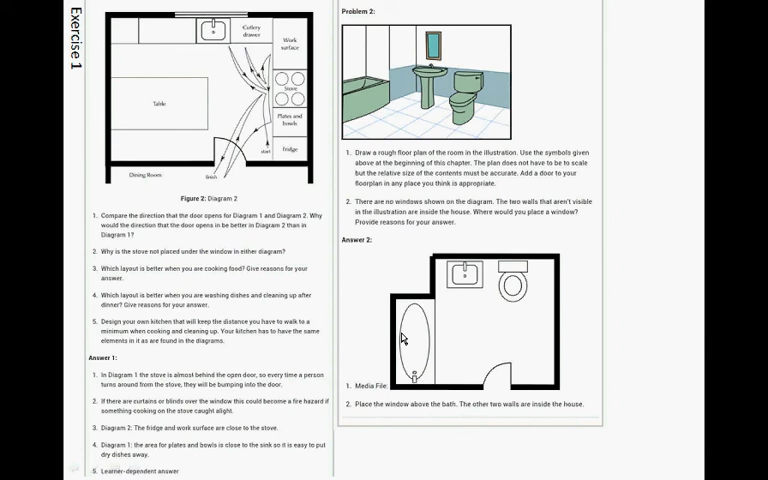 Exercise 1
Cutlery
drawer
Work
surface
Stove
Table
Plates and
bowls
start
Fridge
Dining Room
finish
Figure 2: Diagram 2
1. Compare the direction that the door opens for Diagram 1 and Diagram 2. Why
would the direction that the door opens in be better in Diagram 2 than in
Diagram 1?
2. Why is the stove not placed under the window in either diagram?
3. Which layout is better when you are cooking food? Give reasons for your
answer.
4. Which layout is better when you are washing dishes and cleaning up after
dinner? Give reasons for your answer.
5. Design your own kitchen that will keep the distance you have to walk to a
minimum when cooking and cleaning up. Your kitchen has to have the same
elements in it as are found in the diagrams.
Answer 1:
1. In Diagram 1 the stove is almost behind the open door, so every time a person
turns around from the stove, they will be bumping into the door.
2. If there are curtains or blinds over the window this could become a fire hazard if
something cooking on the stove caught alight.
3. Diagram 2: The fridge and work surface are close to the stove.
4. Diagram 1: the area for plates and bowls is close to the sink so it is easy to put
dry dishes away.
5. Learner-dependent answer
Problem 2:
1. Draw a rough floor plan of the room in the illustration. Use the symbols given
above at the beginning of this chapter. The plan does not have to be to scale
but the relative size of the contents must be accurate. Add a door to your
floorplan in any place you think is appropriate.
2. There are no windows shown on the diagram. The two walls that aren't visible
in the illustration are inside the house. Where would you place a window?
Provide reasons for your answer.
Answer 2:
1. Media File:
2. Place the window above the bath. The other two walls are inside the house.